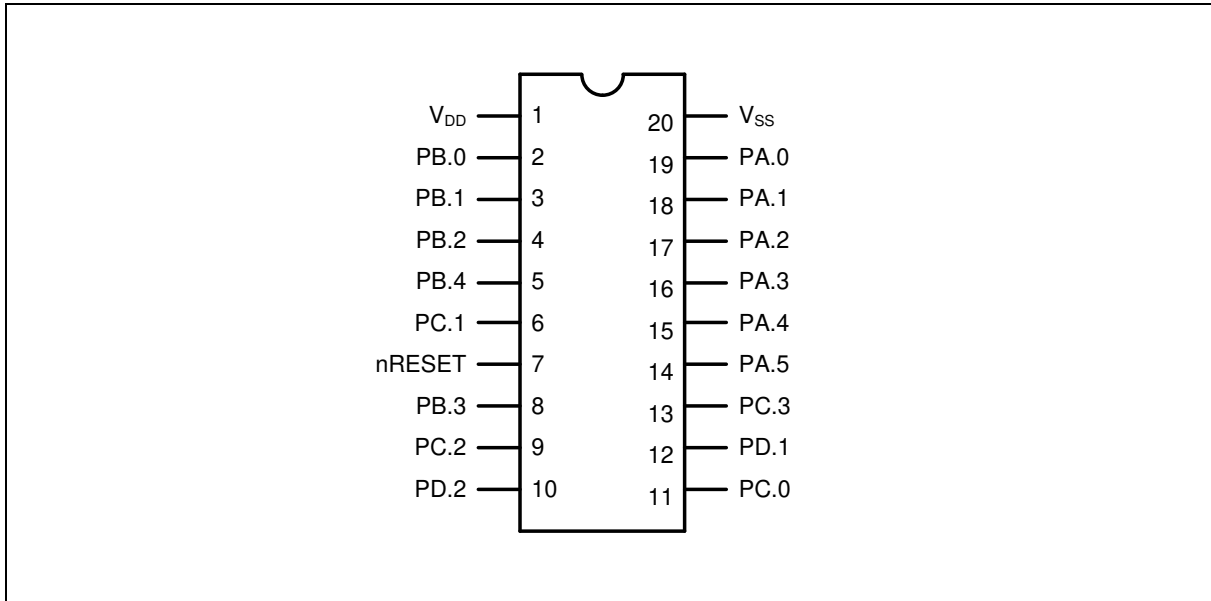 VDD 1 20 VSS
PB.0 2 19 PA.0
PB.1 3 18 PA.1
PB.2 4 17 PA.2
PB.4 5 16 PA.3
PC.1 6 15 PA.4
nRESET 7 14 PA.5
PB.3 8 13 PC.3
PC.2 9 12 PD.1
PD.2 10 11 PC.0